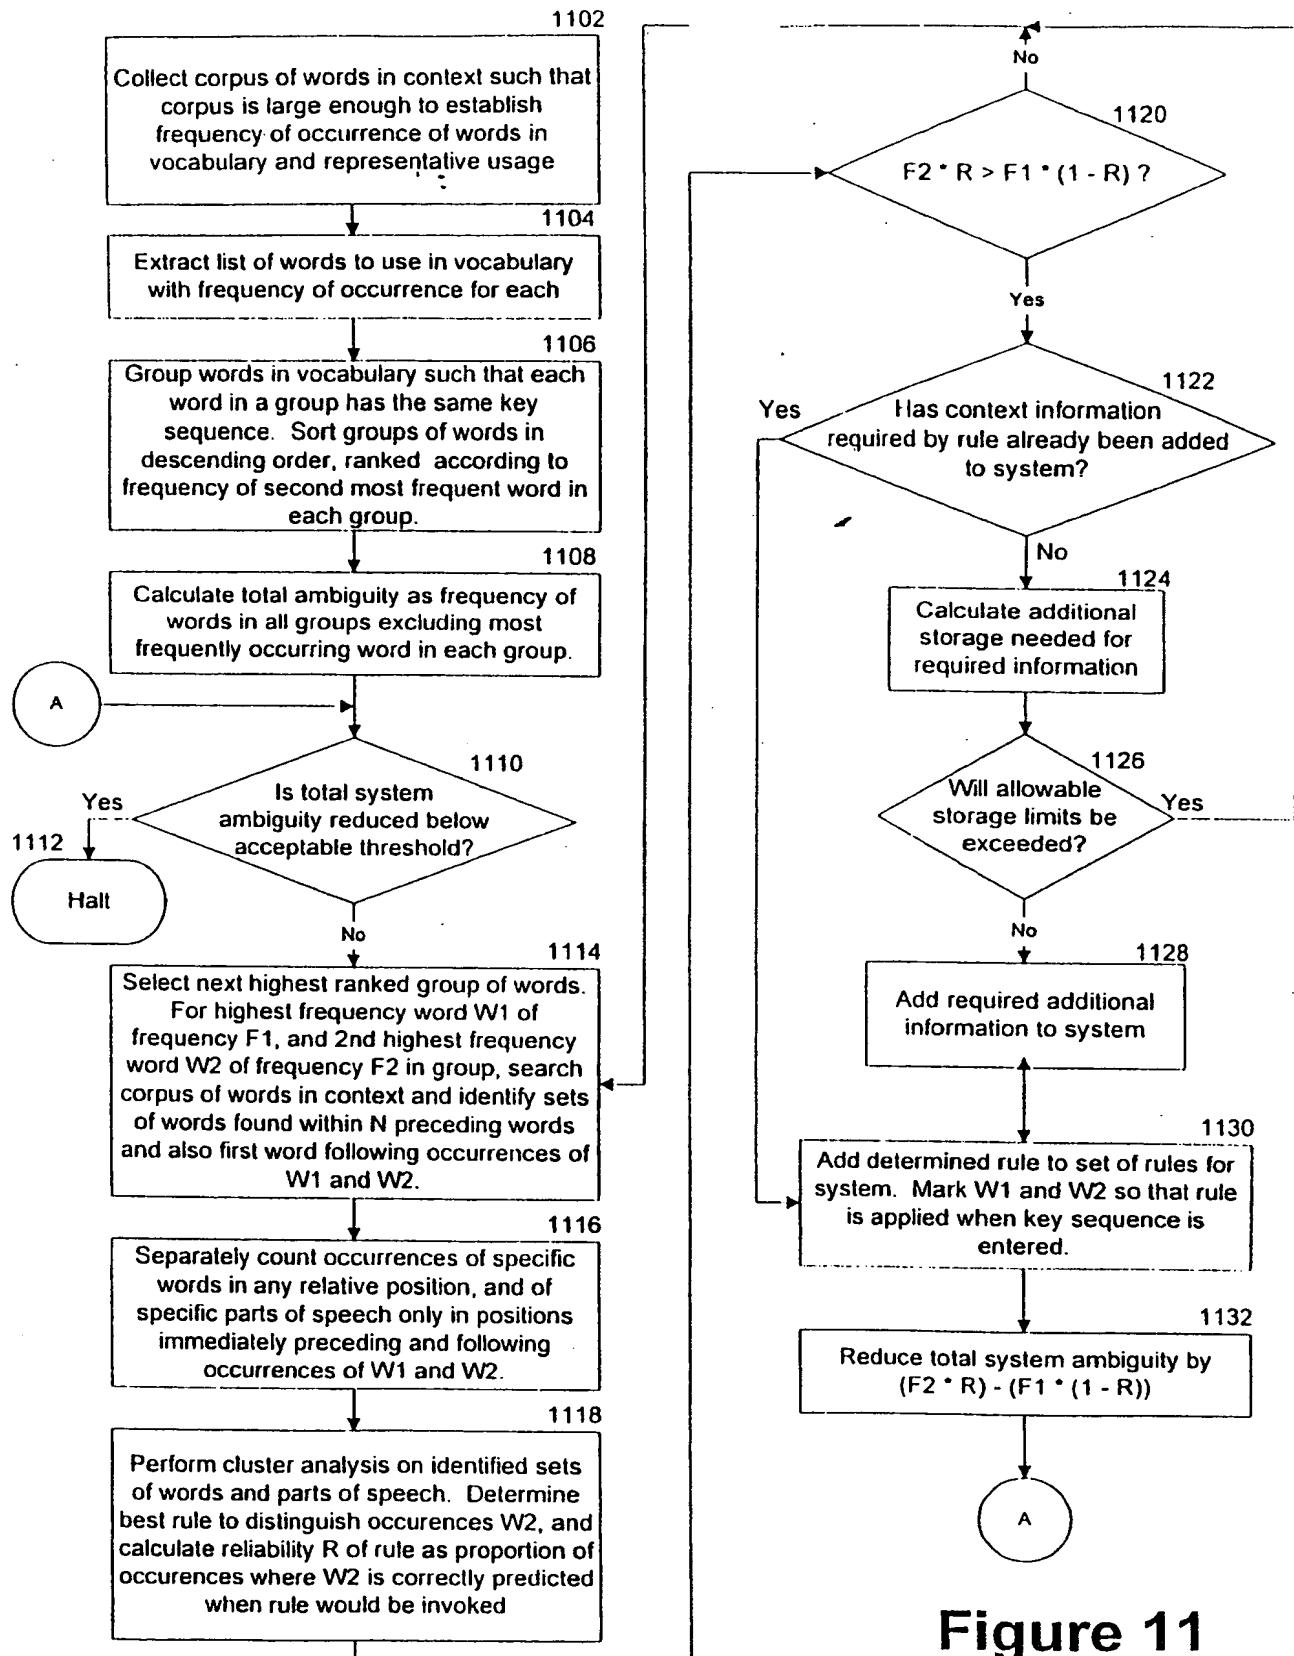 1102
Collect corpus of words in context such that
corpus is large enough to establish
frequency of occurrence of words in
vocabulary and representative usage
1104
Extract list of words to use in vocabulary
with frequency of occurrence for each
1106
Group words in vocabulary such that each
word in a group has the same key
sequence. Sort groups of words in
descending order, ranked according to
frequency of second most frequent word in
each group.
1108
Calculate total ambiguity as frequency of
words in all groups excluding most
frequently occurring word in each group.
A
1110
Is total system
ambiguity reduced below
acceptable threshold?
Yes
1112
Halt
No
1114
Select next highest ranked group of words.
For highest frequency word W1 of
frequency F1, and 2nd highest frequency
word W2 of frequency F2 in group, search
corpus of words in context and identify sets
of words found within N preceding words
and also first word following occurrences of
W1 and W2.
1116
Separately count occurrences of specific
words in any relative position, and of
specific parts of speech only in positions
immediately preceding and following
occurrences of W1 and W2.
1118
Perform cluster analysis on identified sets
of words and parts of speech. Determine
best rule to distinguish occurences W2, and
calculate reliability R of rule as proportion of
occurences where W2 is correctly predicted
when rule would be invoked
No
1120
F2 * R > F1 * (1 - R) ?
Yes
1122
Has context information
required by rule already been added
to system?
Yes
No
1124
Calculate additional
storage needed for
required information
1126
Will allowable
storage limits be
exceeded?
Yes
No
1128
Add required additional
information to system
1130
Add determined rule to set of rules for
system. Mark W1 and W2 so that rule
is applied when key sequence is
entered.
1132
Reduce total system ambiguity by
(F2 * R) - (F1 * (1 - R))
A
Figure 11